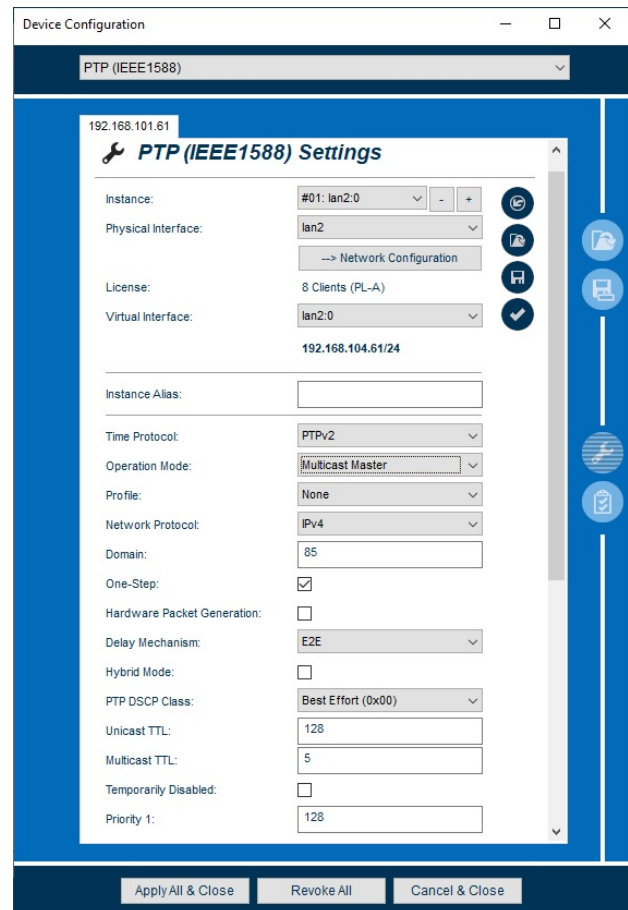 Device Configuration
PTP (IEEE1588)
192.168.101.61
PTP (IEEE1588) Settings
Instance: #01: lan2:0 - +
Physical Interface: lan2
--> Network Configuration
License: 8 Clients (PL-A)
Virtual Interface: lan2:0
192.168.104.61/24
Instance Alias:
Time Protocol: PTPv2
Operation Mode: Multicast Master
Profile: None
Network Protocol: IPv4
Domain: 85
One-Step:
Hardware Packet Generation:
Delay Mechanism: E2E
Hybrid Mode:
PTP DSCP Class: Best Effort (0x00)
Unicast TTL: 128
Multicast TTL: 5
Temporarily Disabled:
Priority 1: 128
Apply All & Close Revoke All Cancel & Close